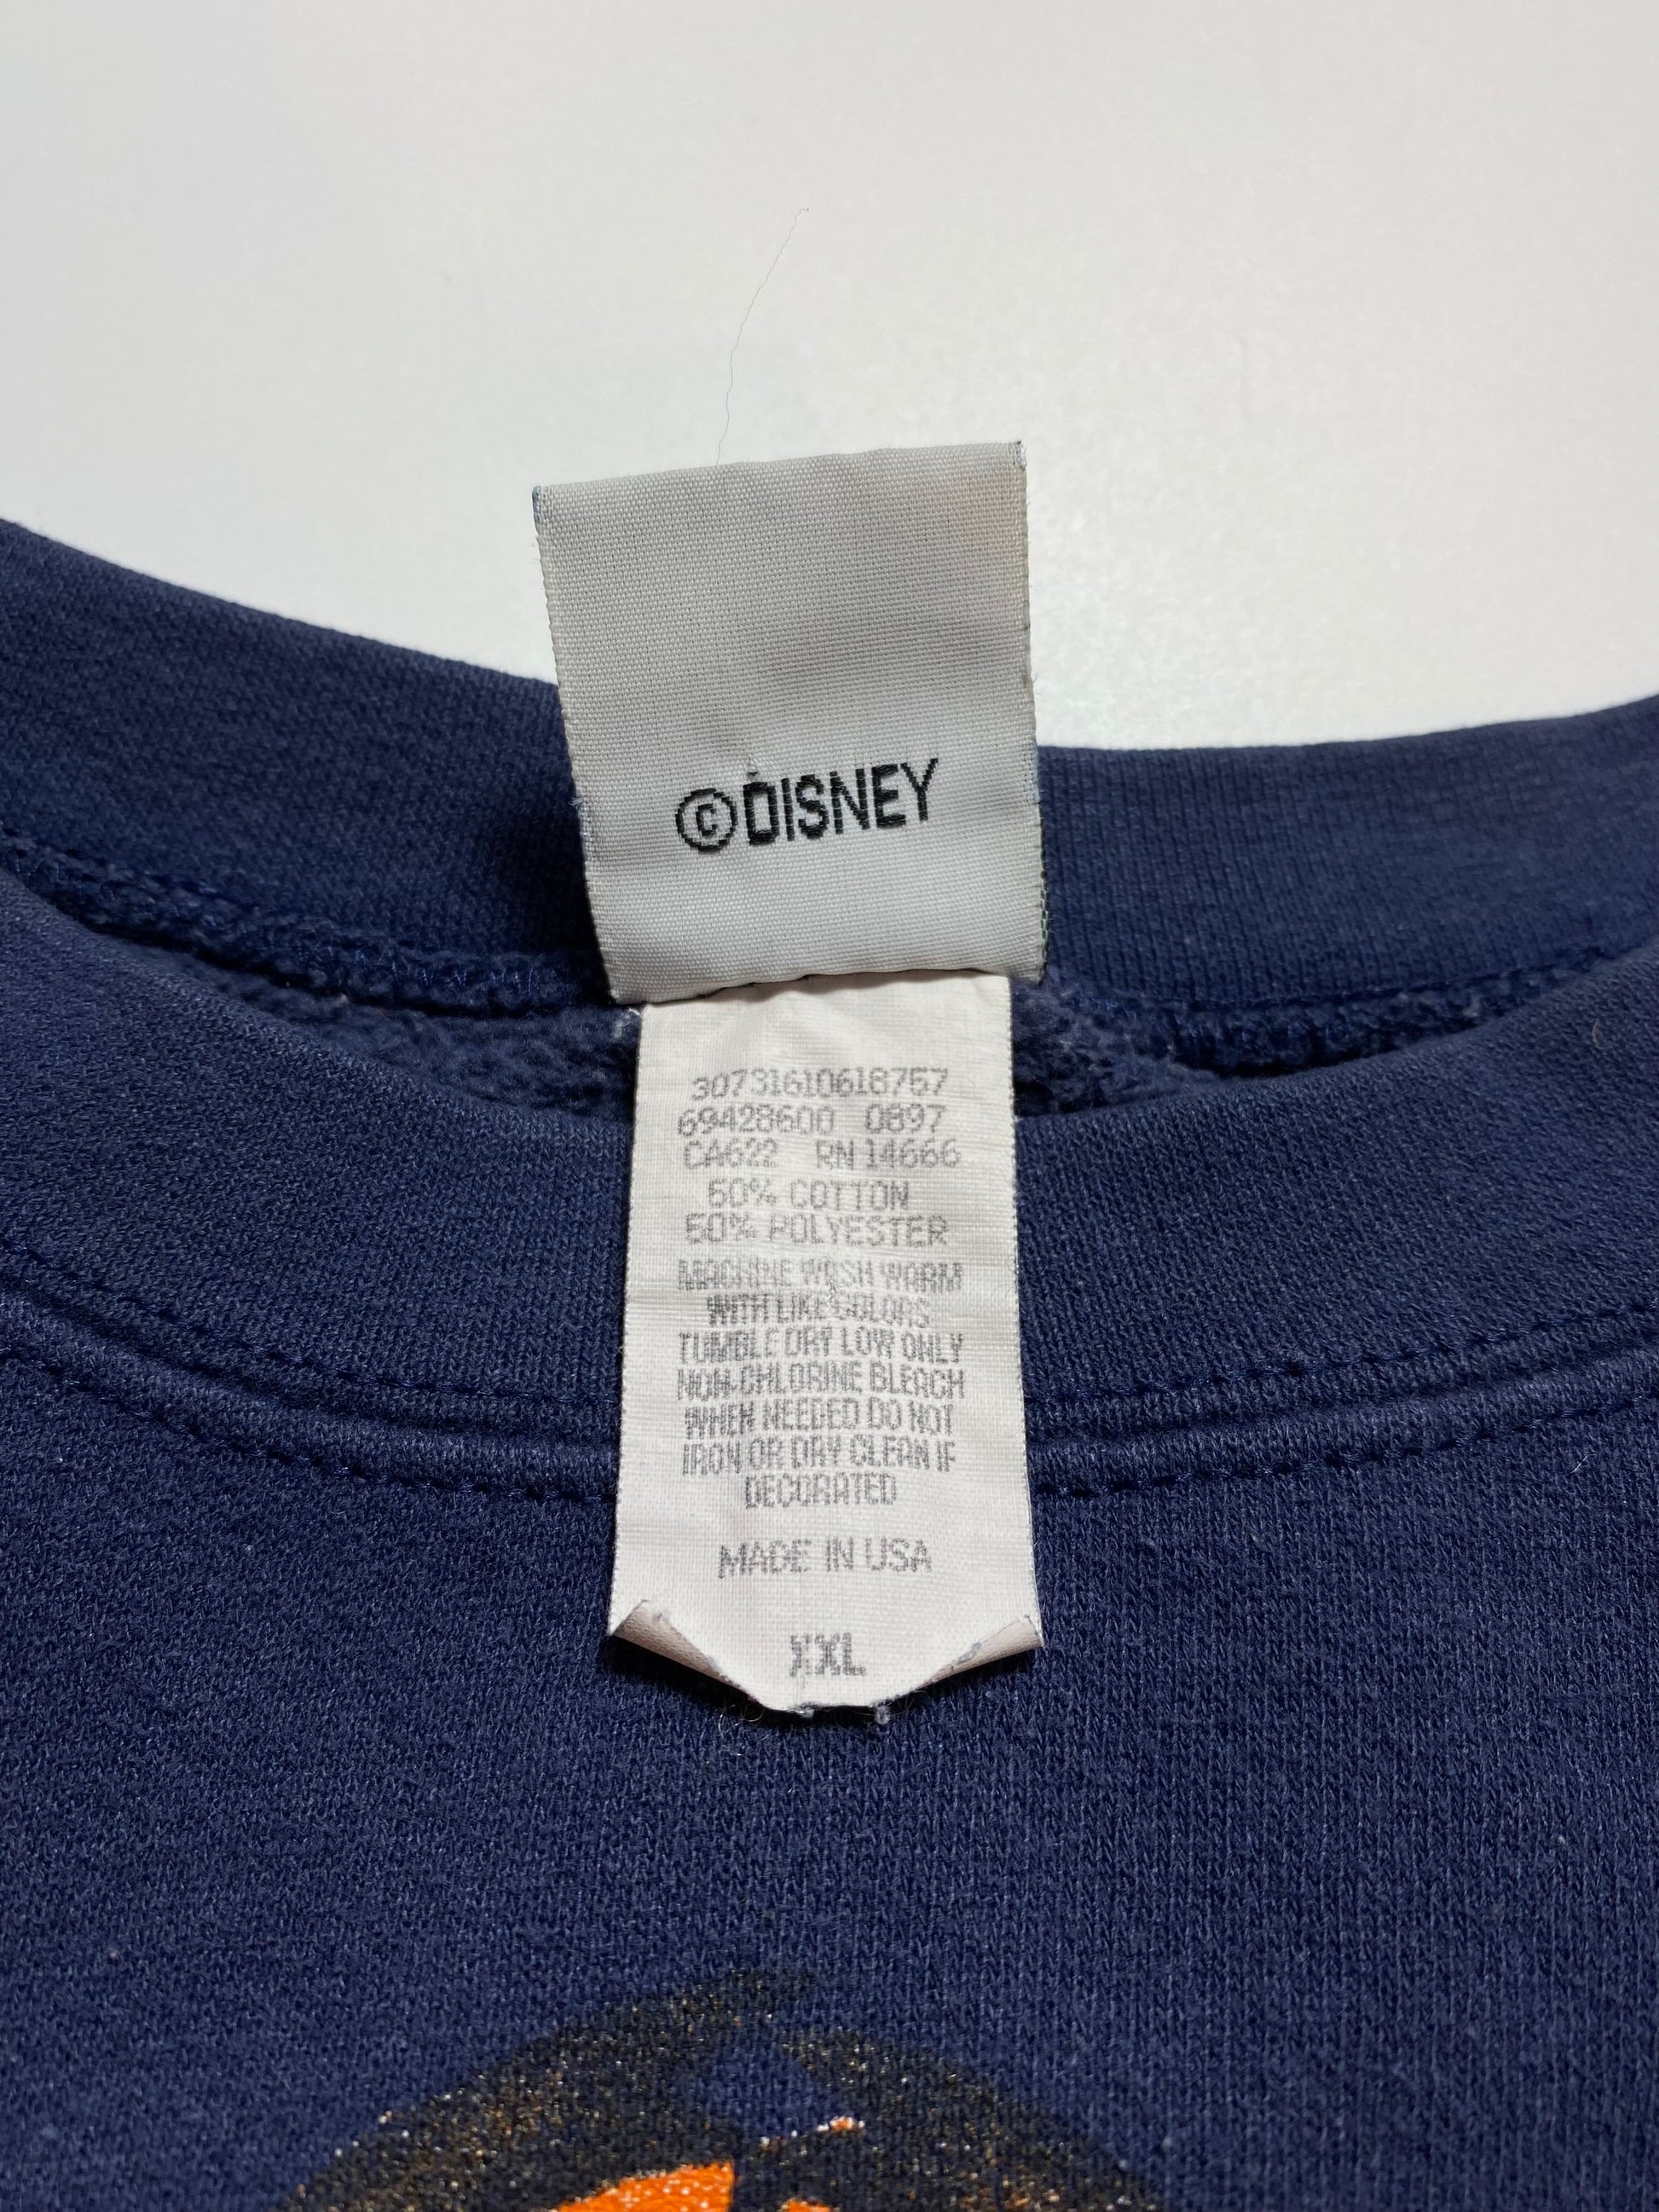 ©DISNEY
30731610618757
69428600 0897
CA622 RN 14666
50% COTTON
50% POLYESTER
MACHINE WASH WARM
WITH LIKE COLORS
TUMBLE DRY LOW ONLY
NON-CHLORINE BLEACH
WHEN NEEDED DO NOT
IRON OR DRY CLEAN IF
DECORATED
MADE IN USA
XXL